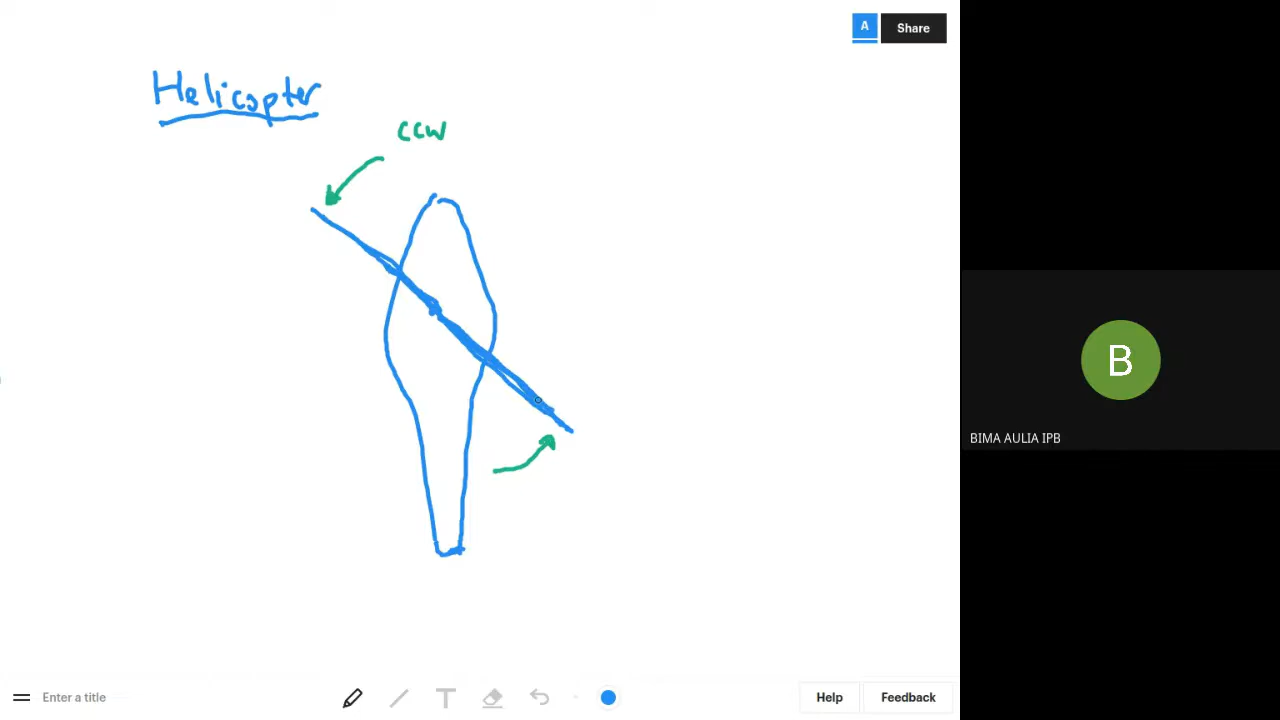 A
Share
Helicopter
CCW
B
BIMA AULIA IPB
Enter a title
T
Help
Feedback